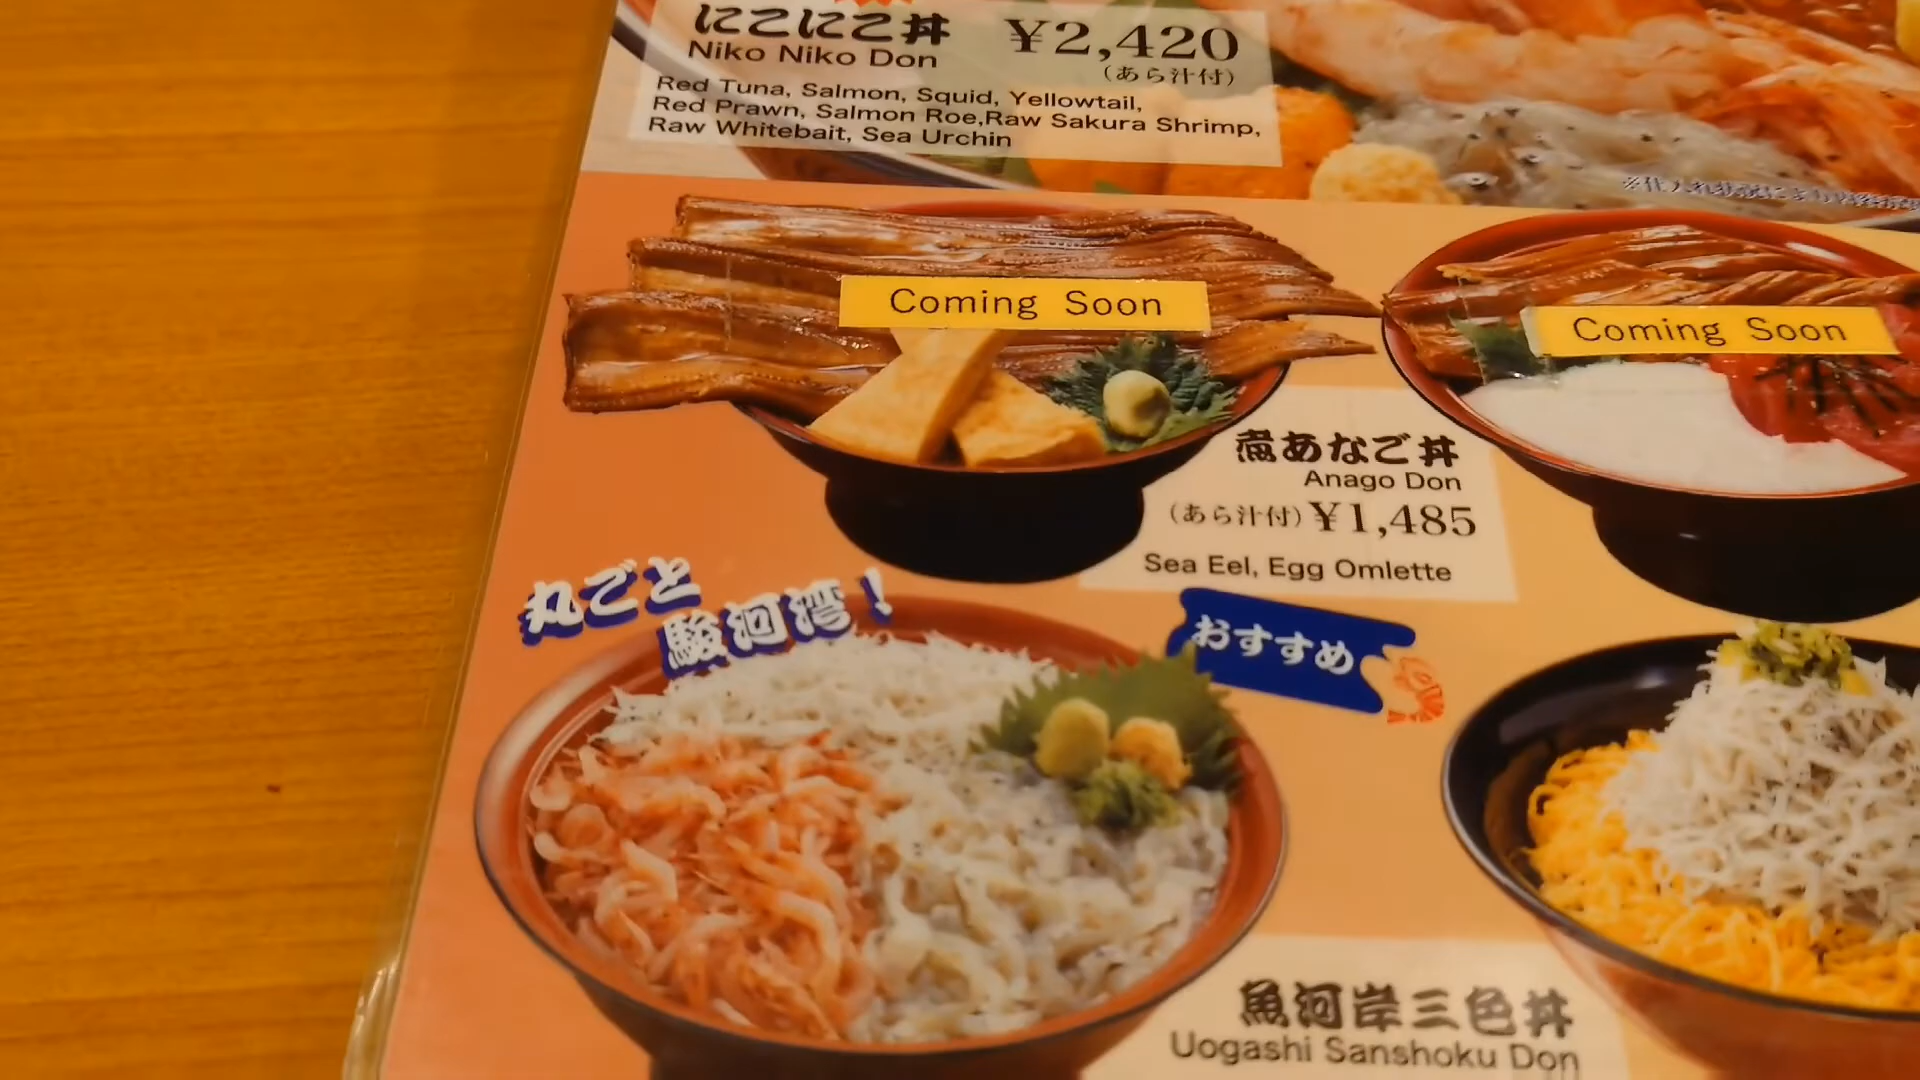 にこにこ丼 ¥2,420
Niko Niko Don
(あら汁付)
Red Tuna, Salmon, Squid, Yellowtail,
Red Prawn, Salmon Roe,Raw Sakura Shrimp,
Raw Whitebait, Sea Urchin
Coming Soon
Coming Soon
煮あなご丼
Anago Don
(あら汁付) ¥1,485
Sea Eel, Egg Omlette
丸ごと
駿河湾!
おすすめ
魚河岸三色丼
Uogashi Sanshoku Don